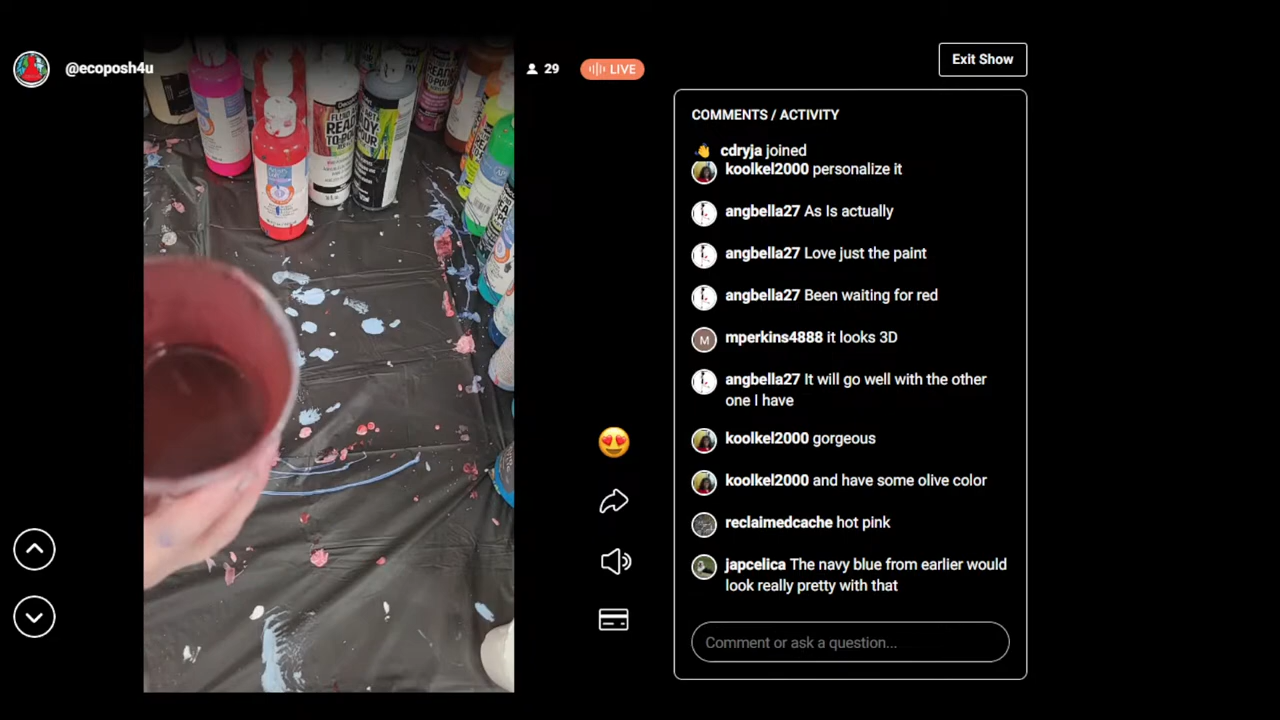 @ecoposh4u
29
LIVE
Exit Show
COMMENTS / ACTIVITY
cdryja joined
koolkel2000 personalize it
angbella27 As Is actually
angbella27 Love just the paint
angbella27 Been waiting for red
mperkins4888 it looks 3D
M
angbella27 It will go well with the other
one I have
koolkel2000 gorgeous
koolkel2000 and have some olive color
reclaimedcache hot pink
japcelica The navy blue from earlier would
look really pretty with that
Comment or ask a question...
READY